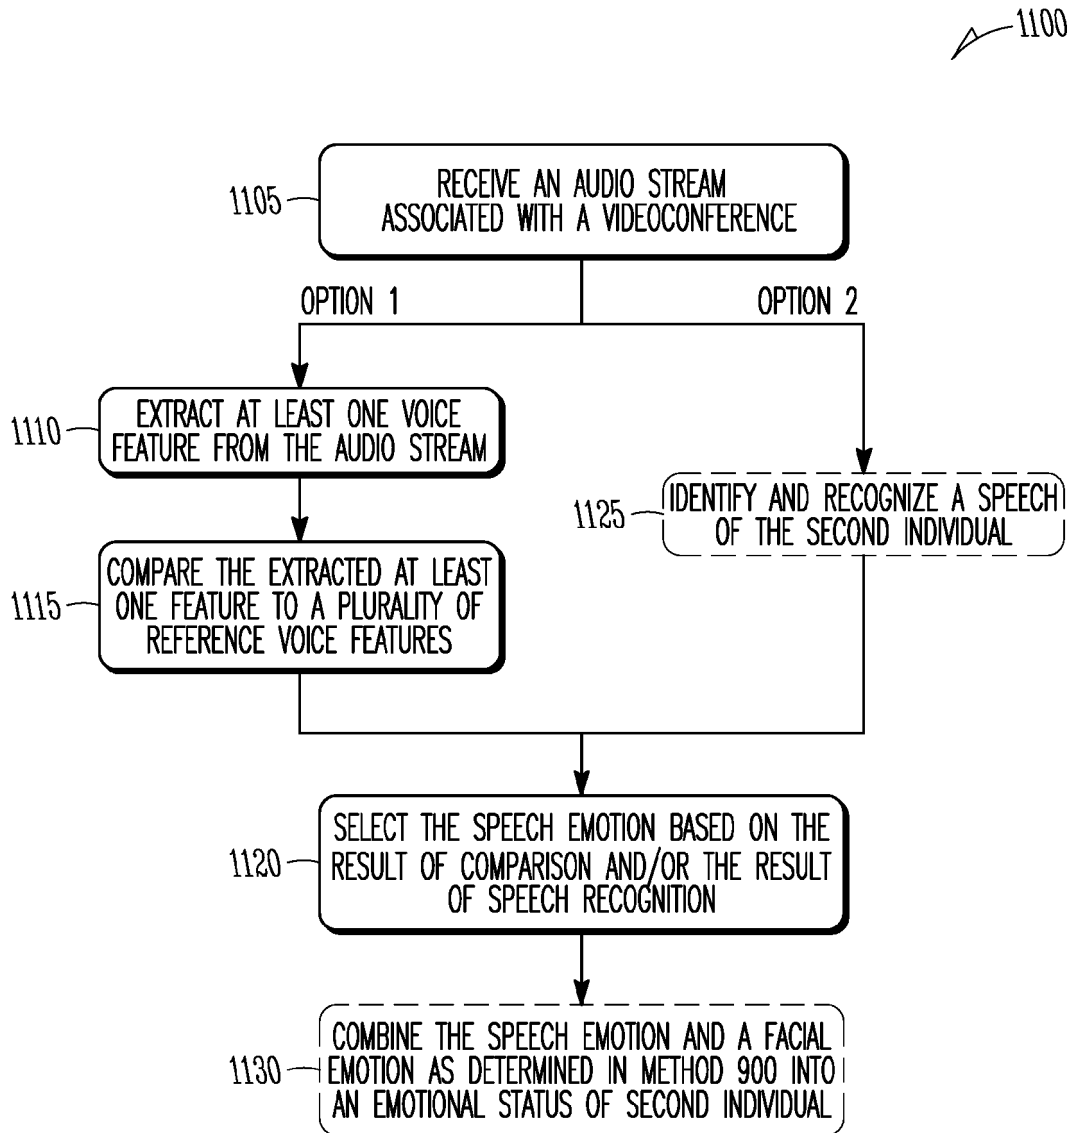 1100
1105
RECEIVE AN AUDIO STREAM
ASSOCIATED WITH A VIDEOCONFERENCE
OPTION 1
OPTION 2
1110
EXTRACT AT LEAST ONE VOICE
FEATURE FROM THE AUDIO STREAM
1125
IDENTIFY AND RECOGNIZE A SPEECH
OF THE SECOND INDIVIDUAL
1115
COMPARE THE EXTRACTED AT LEAST
ONE FEATURE TO A PLURALITY OF
REFERENCE VOICE FEATURES
1120
SELECT THE SPEECH EMOTION BASED ON THE
RESULT OF COMPARISON AND/OR THE RESULT
OF SPEECH RECOGNITION
1130
COMBINE THE SPEECH EMOTION AND A FACIAL
EMOTION AS DETERMINED IN METHOD 900 INTO
AN EMOTIONAL STATUS OF SECOND INDIVIDUAL